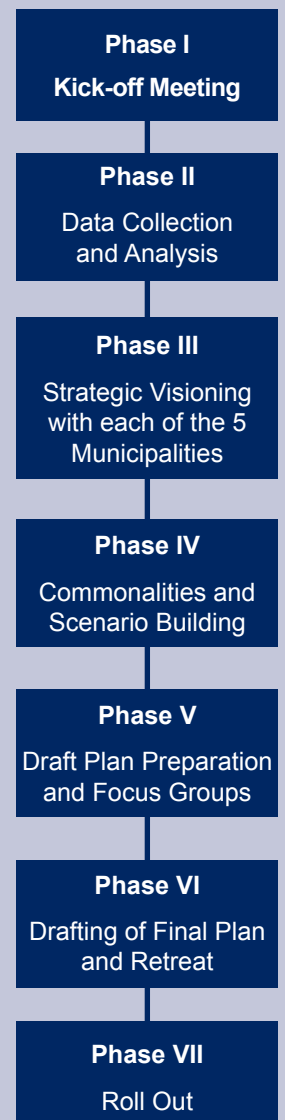 Phase I
Kick-off Meeting
Phase II
Data Collection
and Analysis
Phase III
Strategic Visioning
with each of the 5
Municipalities
Phase IV
Commonalities and
Scenario Building
Phase V
Draft Plan Preparation
and Focus Groups
Phase VI
Drafting of Final Plan
and Retreat
Phase VII
Roll Out